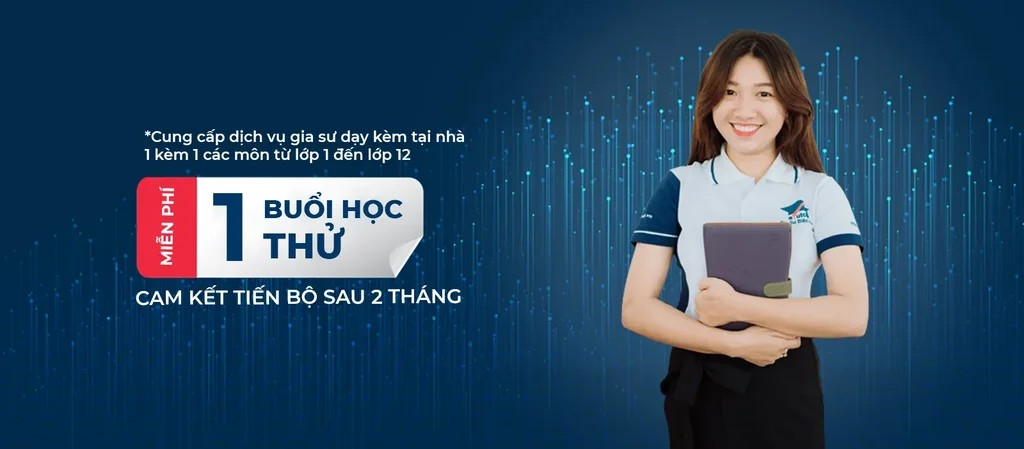 *Cung cấp dịch vụ gia sư dạy kèm tại nhà
1 kèm 1 các môn từ lớp 1 đến lớp 12
MIỄN PHÍ
1
BUỔI HỌC
THỬ
CAM KẾT TIẾN BỘ SAU 2 THÁNG